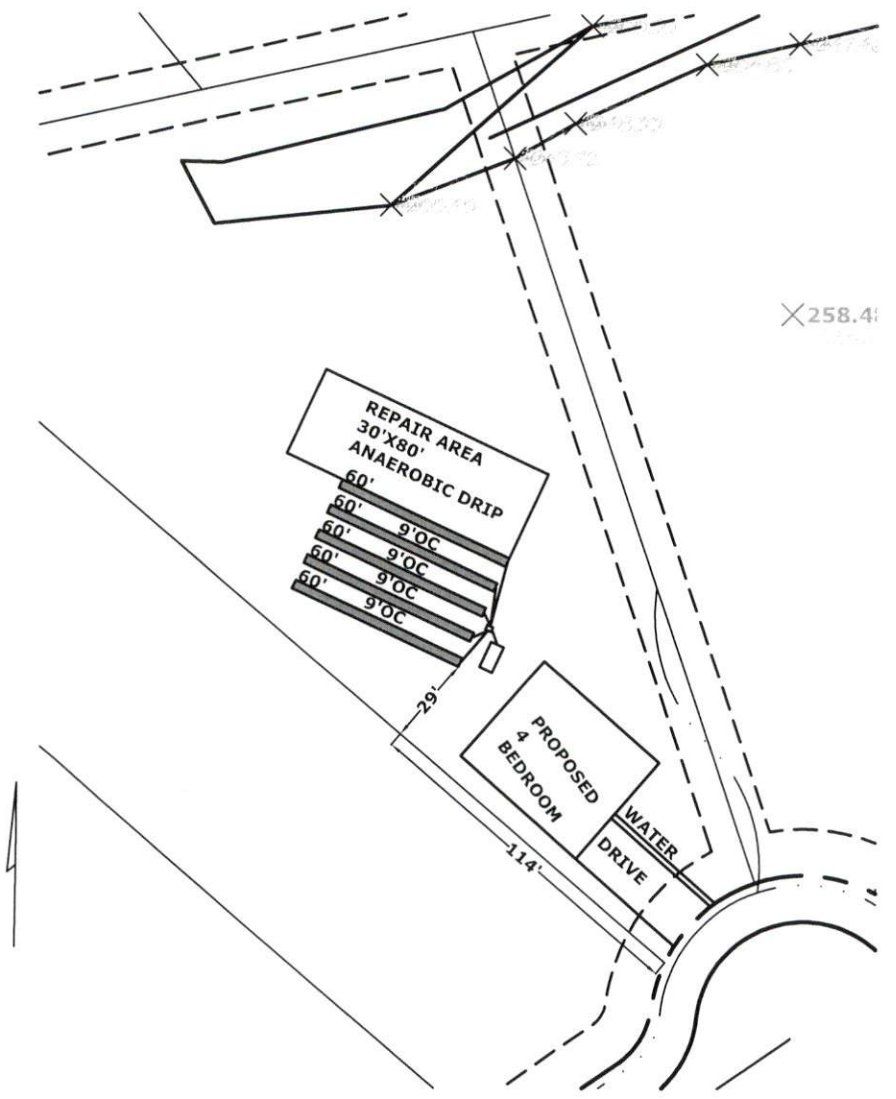 258.4
REPAIR AREA
30'X80'
ANAEROBIC DRIP
60'
9'OC
60'
9'OC
60'
9'OC
60'
9'OC
60'
29'
PROPOSED
4
BEDROOM
WATER
DRIVE
114'